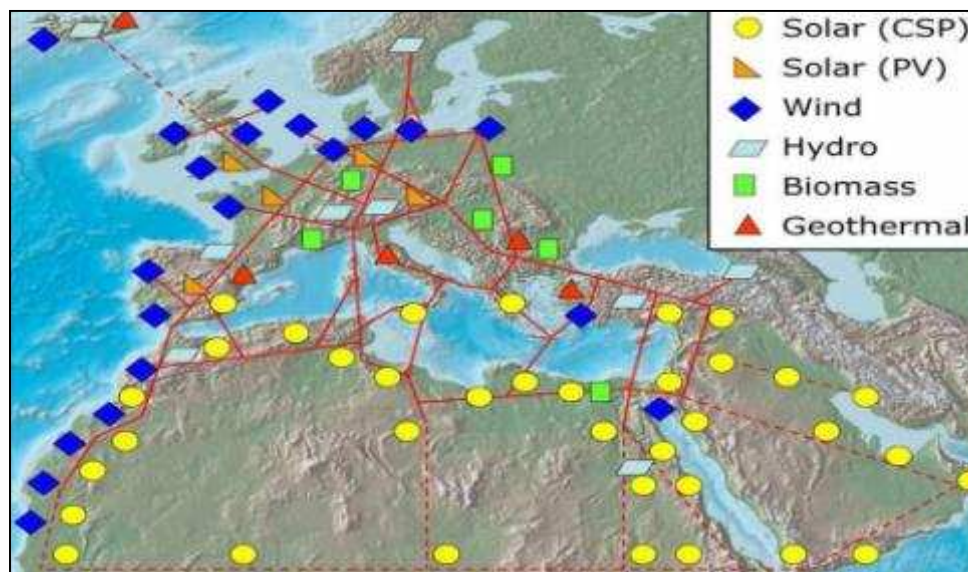 Solar (CSP)
Solar (PV)
Wind
Hydro
Biomass
Geothermal